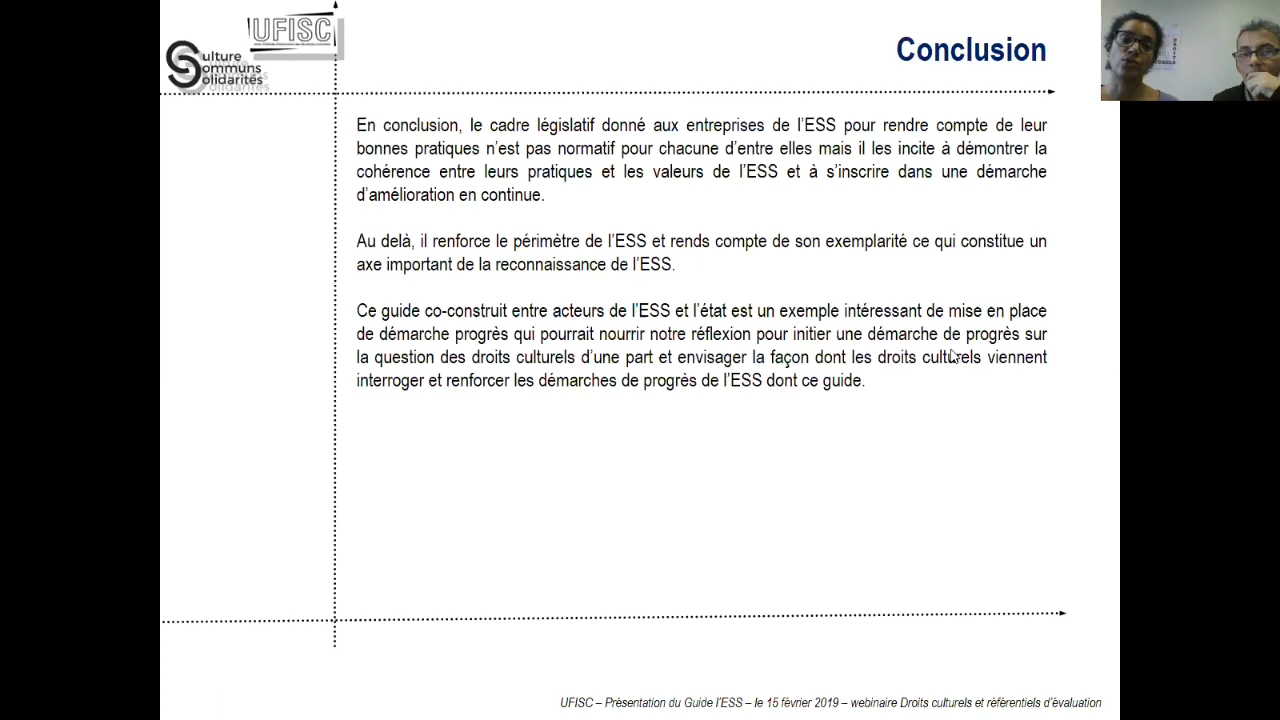 UFISC
Culture
Communs
Solidarités
Conclusion
En conclusion, le cadre législatif donné aux entreprises de l’ESS pour rendre compte de leur
bonnes pratiques n’est pas normatif pour chacune d’entre elles mais il les incite à démontrer la
cohérence entre leurs pratiques et les valeurs de l’ESS et à s’inscrire dans une démarche
d’amélioration en continue.
Au delà, il renforce le périmètre de l’ESS et rends compte de son exemplarité ce qui constitue un
axe important de la reconnaissance de l’ESS.
Ce guide co-construit entre acteurs de l’ESS et l’état est un exemple intéressant de mise en place
de démarche progrès qui pourrait nourrir notre réflexion pour initier une démarche de progrès sur
la question des droits culturels d’une part et envisager la façon dont les droits culturels viennent
interroger et renforcer les démarches de progrès de l’ESS dont ce guide.
UFISC – Présentation du Guide l’ESS – le 15 février 2019 – webinaire Droits culturels et référentiels d’évaluation